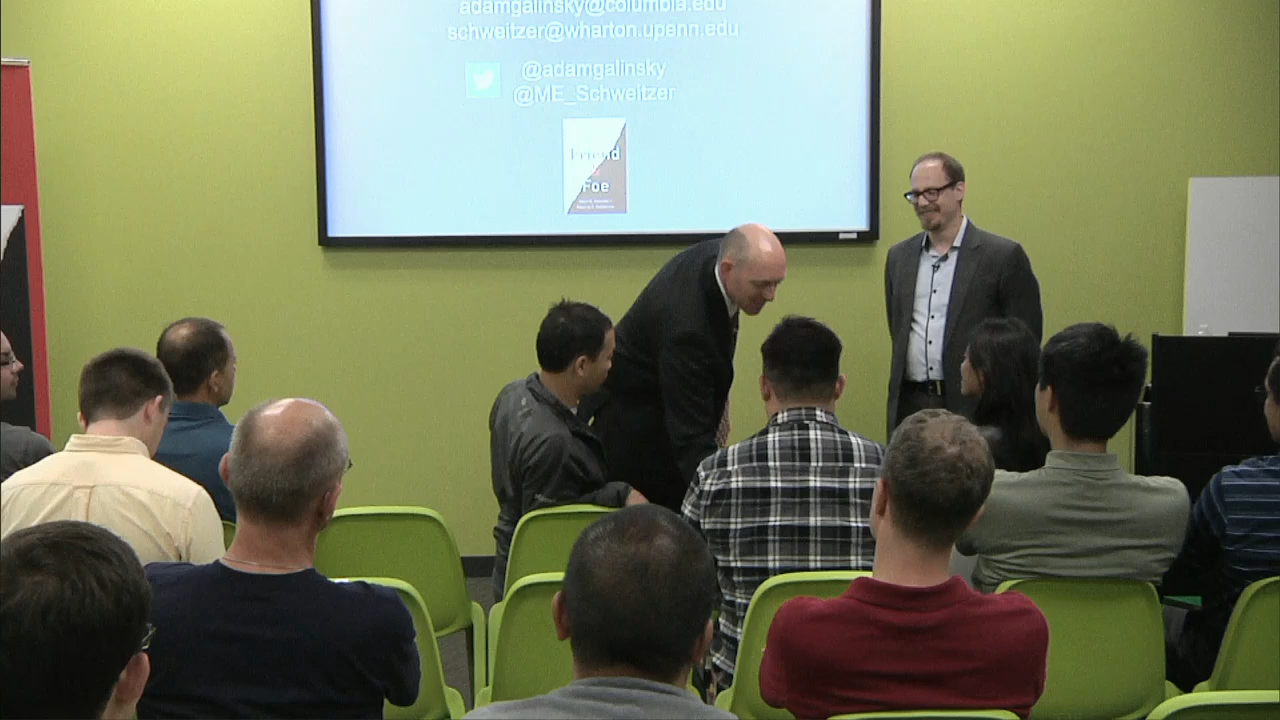 adamgalinsky@columbia.edu
schweitzer@wharton.upenn.edu
@adamgalinsky
@ME_Schweitzer
Friend
&
Foe